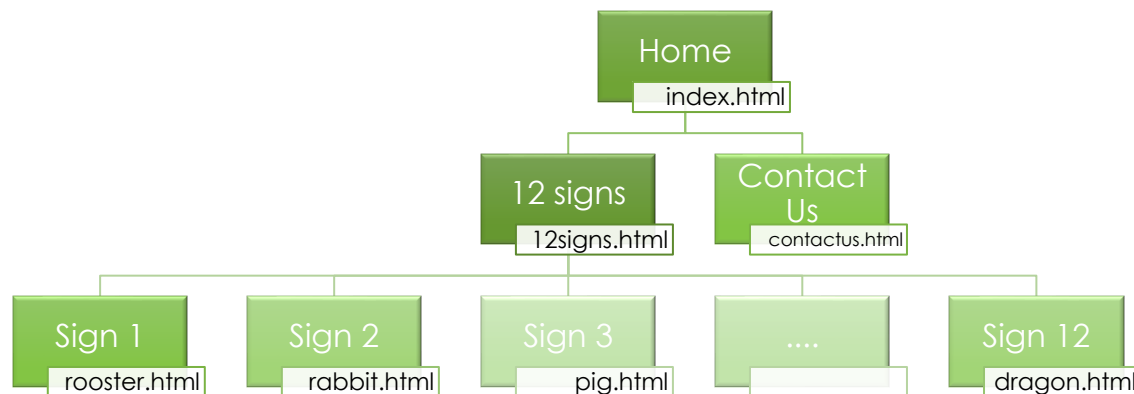 Home
index.html
12 signs
12signs.html
Contact
Us
contactus.html
Sign 1
rooster.html
Sign 2
rabbit.html
Sign 3
pig.html
....
Sign 12
dragon.html